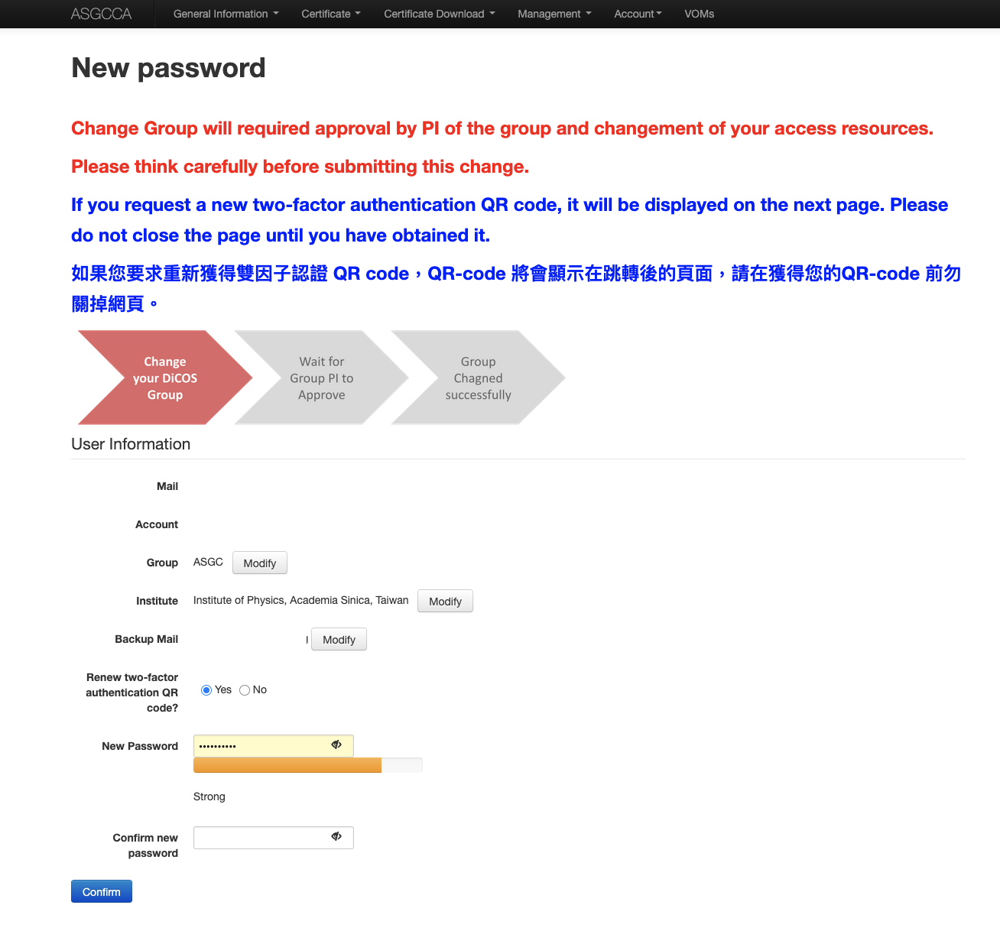 ASGCCA General Information Certificate Certificate Download Management Account VOMs
New password
Change Group will required approval by PI of the group and changement of your access resources.
Please think carefully before submitting this change.
If you request a new two-factor authentication QR code, it will be displayed on the next page. Please
do not close the page until you have obtained it.
如果您要求重新獲得雙因子認證 QR code，QR-code 將會顯示在跳轉後的頁面，請在獲得您的QR-code 前勿
關掉網頁。
Change
your DiCOS
Group
Wait for
Group PI to
Approve
Group
Chagned
successfully
User Information
Mail
Account
Group ASGC Modify
Institute Institute of Physics, Academia Sinica, Taiwan Modify
Backup Mail Modify
Renew two-factor
authentication QR
code?
Yes No
New Password
Strong
Confirm new
password
Confirm